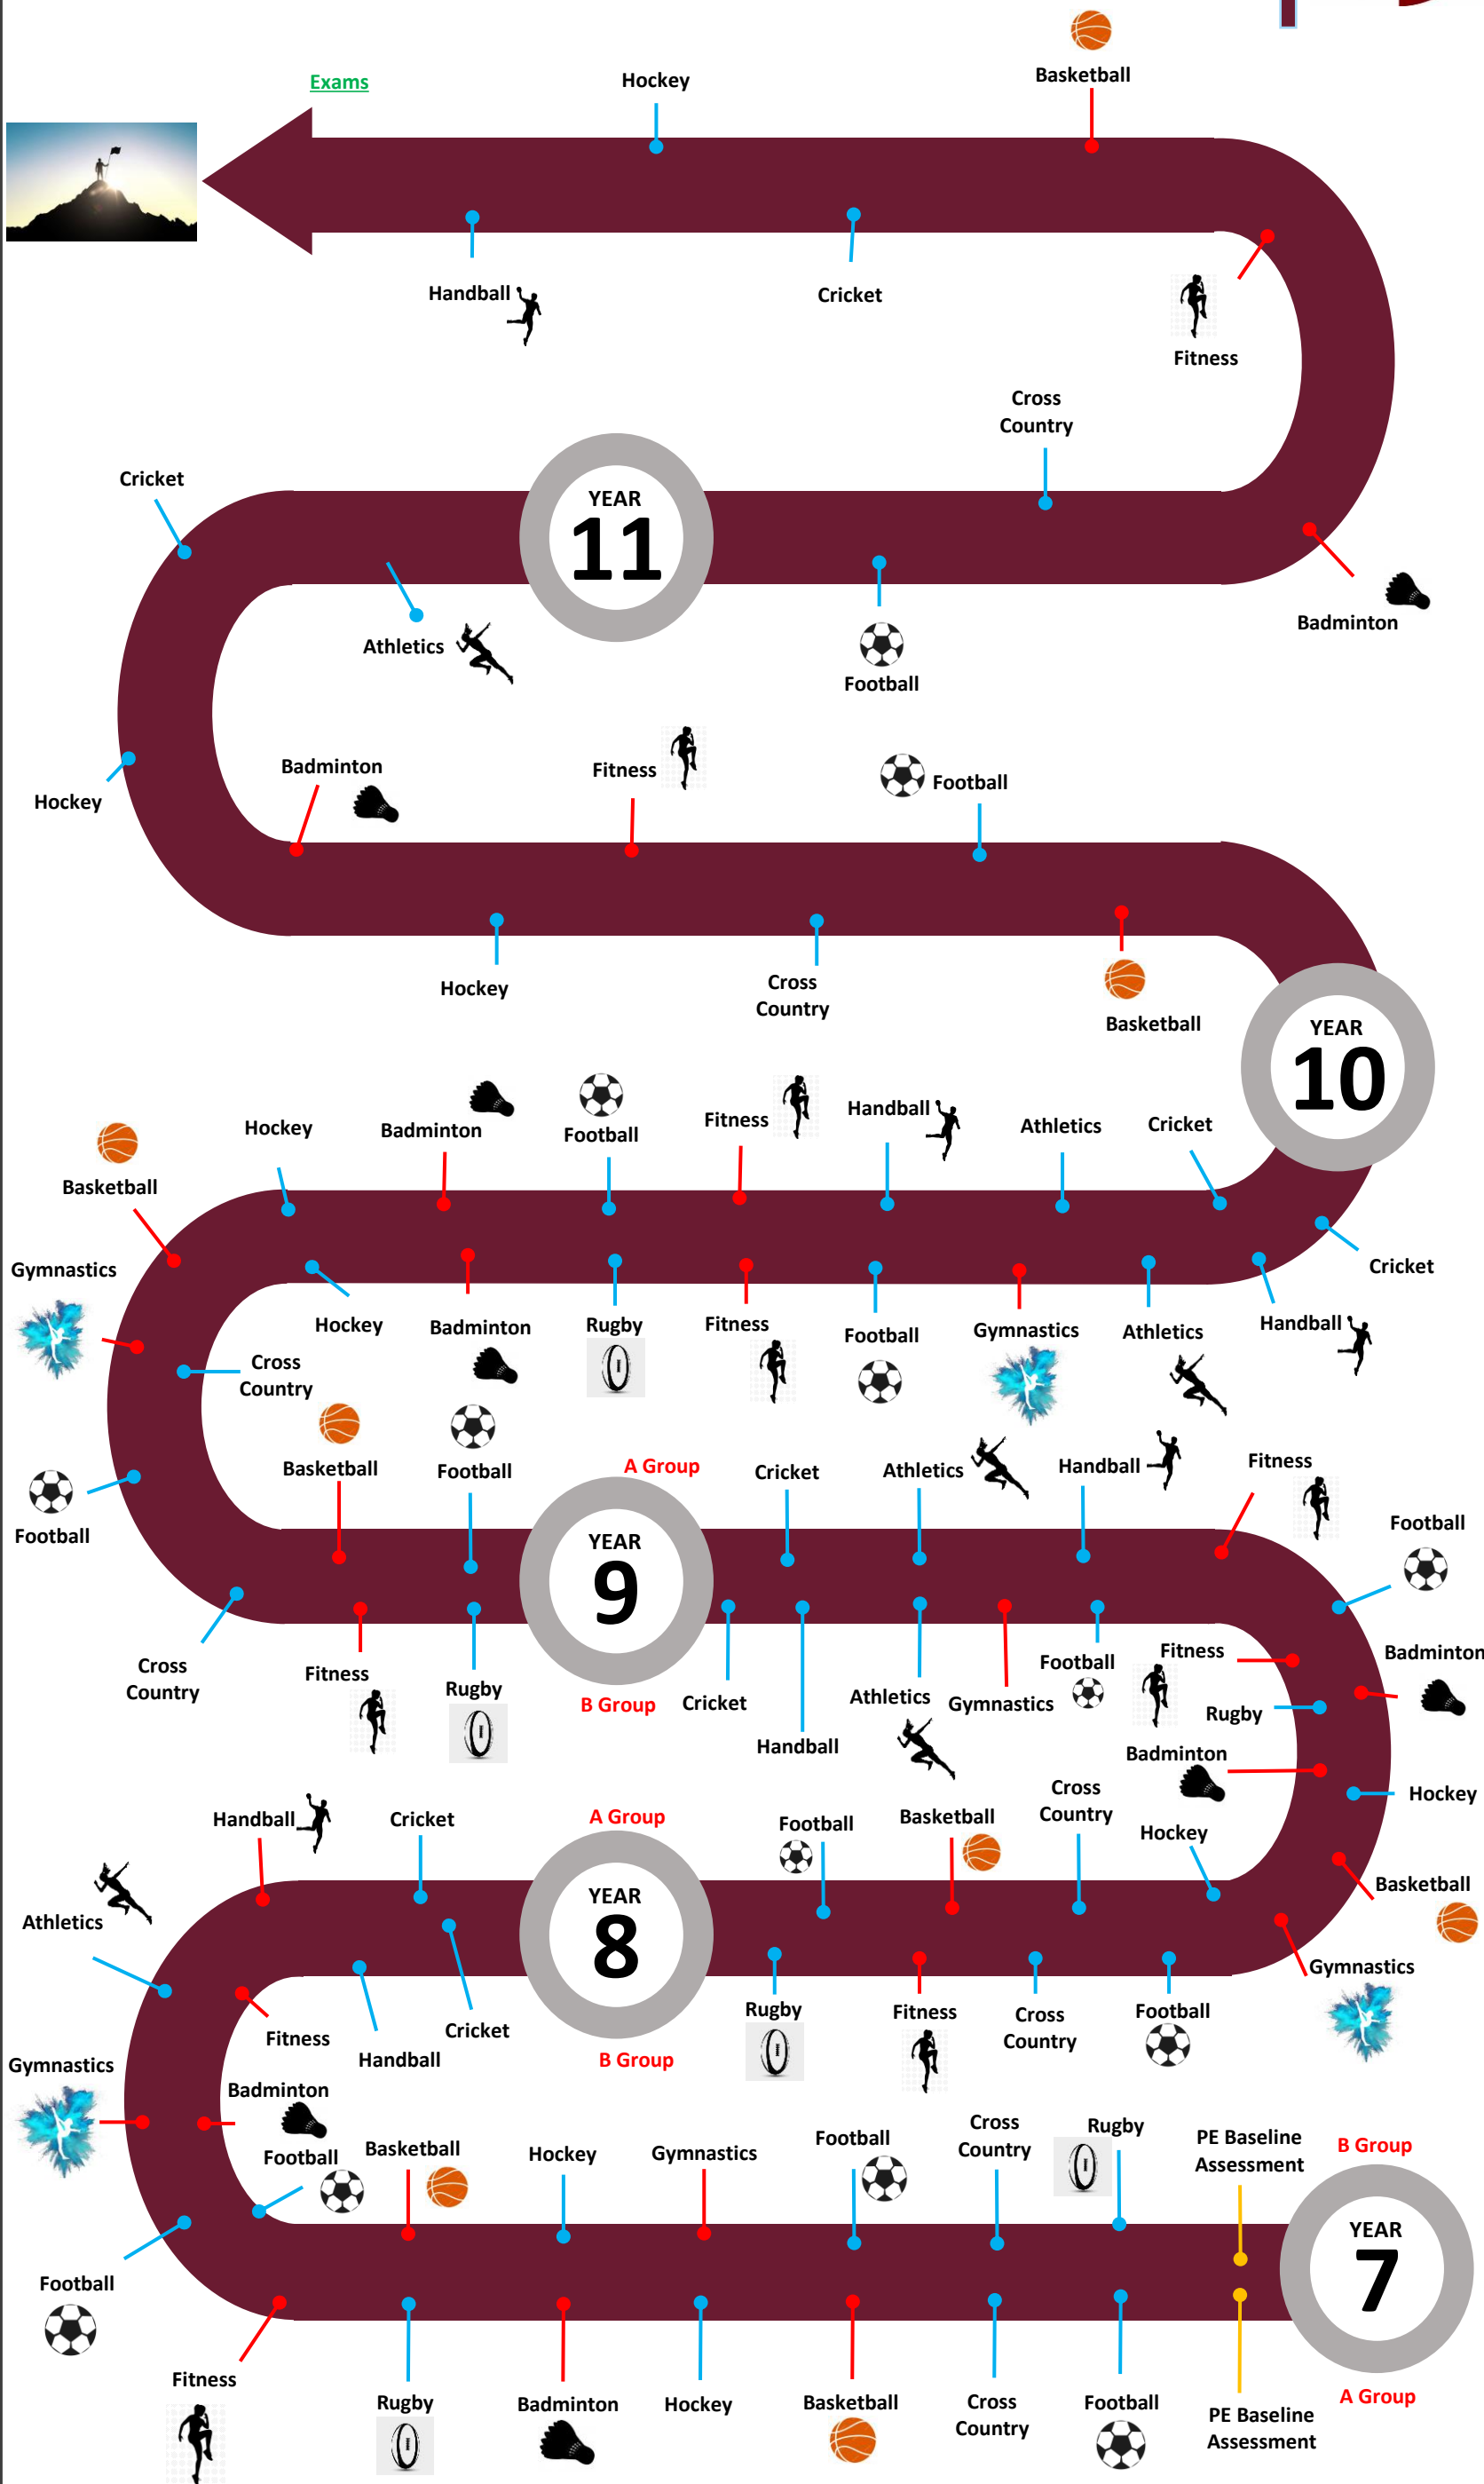 Basketball
Exams
Hockey
Handball
Cricket
Fitness
Cross
Country
Cricket
YEAR
11
Athletics
Football
Badminton
Hockey
Badminton
Fitness
Football
Hockey
Cross
Country
Basketball
YEAR
10
Basketball
Hockey
Badminton
Football
Fitness
Handball
Athletics
Cricket
Cricket
Gymnastics
Hockey
Badminton
Rugby
Fitness
Football
Gymnastics
Athletics
Handball
Cross
Country
Football
Basketball
Football
A Group
YEAR
9
B Group
Cricket
Athletics
Handball
Fitness
Football
Cross
Country
Fitness
Rugby
Cricket
Handball
Athletics
Gymnastics
Football
Fitness
Badminton
Rugby
Badminton
Hockey
Handball
Cricket
A Group
YEAR
8
B Group
Football
Basketball
Cross
Country
Hockey
Basketball
Athletics
Fitness
Handball
Cricket
Rugby
Fitness
Cross
Country
Football
Gymnastics
Gymnastics
Badminton
Football
Basketball
Hockey
Gymnastics
Football
Cross
Country
Rugby
PE Baseline
Assessment
B Group
YEAR
7
A Group
Football
Fitness
Rugby
Badminton
Hockey
Basketball
Cross
Country
Football
PE Baseline
Assessment